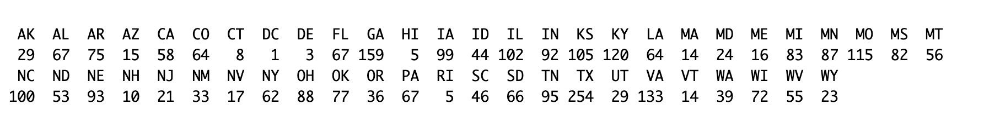 AK AL AR AZ CA CO CT DC DE FL GA HI IA ID IL IN KS KY LA MA MD ME MI MN MO MS MT
29 67 75 15 58 64 8 1 3 67 159 5 99 44 102 92 105 120 64 14 24 16 83 87 115 82 56
NC ND NE NH NJ NM NV NY OH OK OR PA RI SC SD TN TX UT VA VT WA WI WV WY
100 53 93 10 21 33 17 62 88 77 36 67 5 46 66 95 254 29 133 14 39 72 55 23